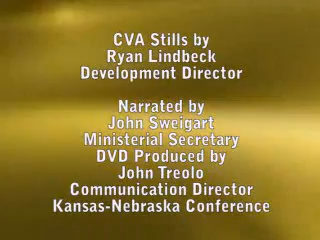 CVA Stills by
Ryan Lindbeck
Development Director
Narrated by
John Sweigart
Ministerial Secretary
DVD Produced by
John Treolo
Communication Director
Kansas-Nebraska Conference